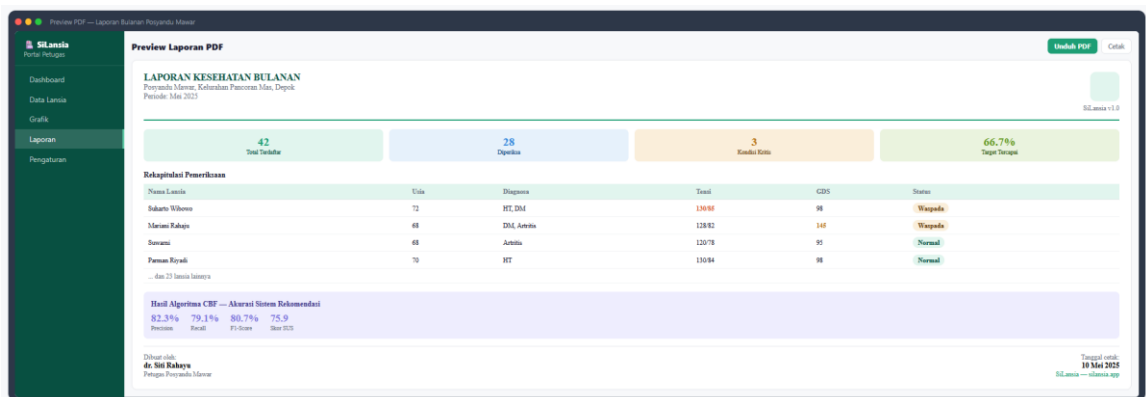 Preview PDF — Laporan Bulanan Posyandu Mawar
SiLansia
Portal Petugas
Dashboard
Data Lansia
Grafik
Laporan
Pengaturan
Preview Laporan PDF
Unduh PDF Cetak
LAPORAN KESEHATAN BULANAN
Posyandu Mawar, Kelurahan Pancoran Mas, Depok
Periode: Mei 2025
SiLansia v1.0
42
Total Terdaftar
28
Diperiksa
3
Kondisi Kritis
66.7%
Target Tercapai
Rekapitulasi Pemeriksaan
Nama Lansia Usia Diagnosa Tensi GDS Status
Sukarto Wibowo 72 HT, DM 130/85 98 Waspada
Mariani Rahaju 68 DM, Artritis 128/82 145 Waspada
Suwarni 68 Artritis 120/78 95 Normal
Parman Riyadi 70 HT 130/84 98 Normal
... dan 23 lansia lainnya
Hasil Algoritma CBF — Akurasi Sistem Rekomendasi
82.3% 79.1% 80.7% 75.9
Precision Recall F1-Score Skor SUS
Dibuat oleh:
dr. Siti Rahayu
Petugas Posyandu Mawar
Tanggal cetak:
10 Mei 2025
SiLansia — silansia.app